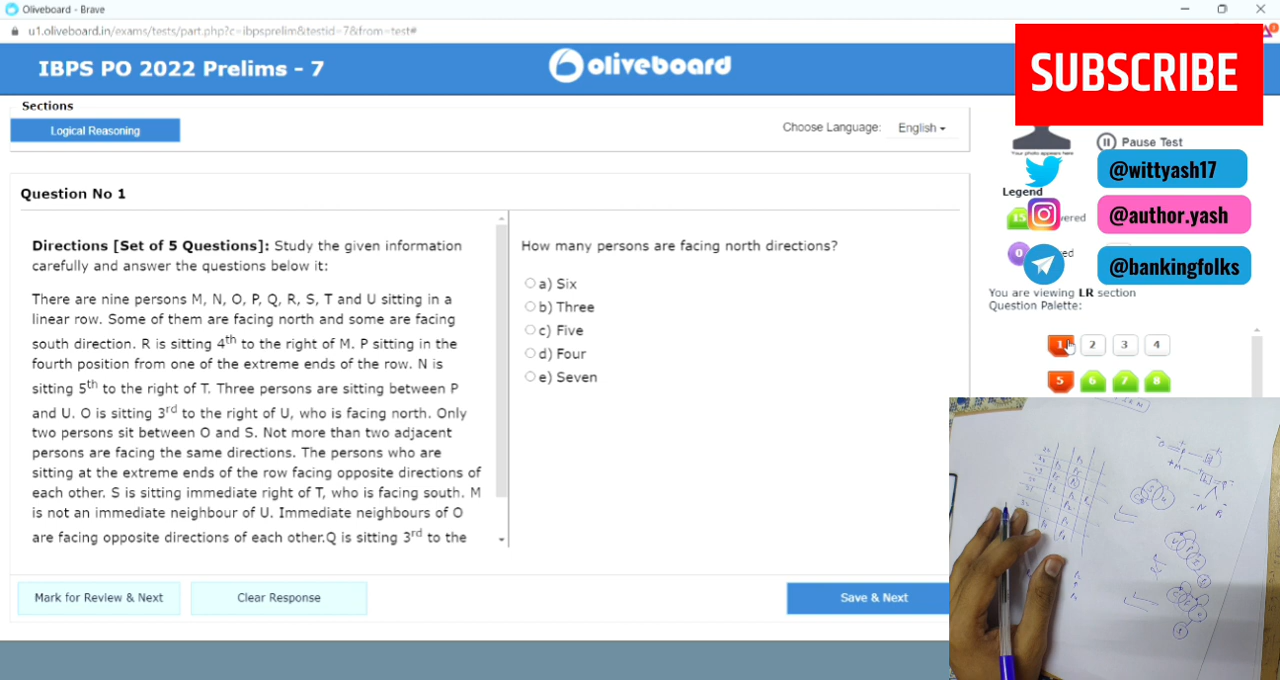 Oliveboard - Brave
u1.oliveboard.in/exams/tests/part.php?c=ibpsprelim&testid=7&from=test#
IBPS PO 2022 Prelims - 7
oliveboard
SUBSCRIBE
Sections
Logical Reasoning
Choose Language: English
Your photo appears here
Pause Test
@wittyash17
Legend
15
@author.yash
0
@bankingfolks
You are viewing LR section
Question Palette:
1 2 3 4
5 6 7 8
Question No 1
Directions [Set of 5 Questions]: Study the given information
carefully and answer the questions below it:
There are nine persons M, N, O, P, Q, R, S, T and U sitting in a
linear row. Some of them are facing north and some are facing
south direction. R is sitting 4th to the right of M. P sitting in the
fourth position from one of the extreme ends of the row. N is
sitting 5th to the right of T. Three persons are sitting between P
and U. O is sitting 3rd to the right of U, who is facing north. Only
two persons sit between O and S. Not more than two adjacent
persons are facing the same directions. The persons who are
sitting at the extreme ends of the row facing opposite directions of
each other. S is sitting immediate right of T, who is facing south. M
is not an immediate neighbour of U. Immediate neighbours of O
are facing opposite directions of each other.Q is sitting 3rd to the
How many persons are facing north directions?
a) Six
b) Three
c) Five
d) Four
e) Seven
Mark for Review & Next
Clear Response
Save & Next